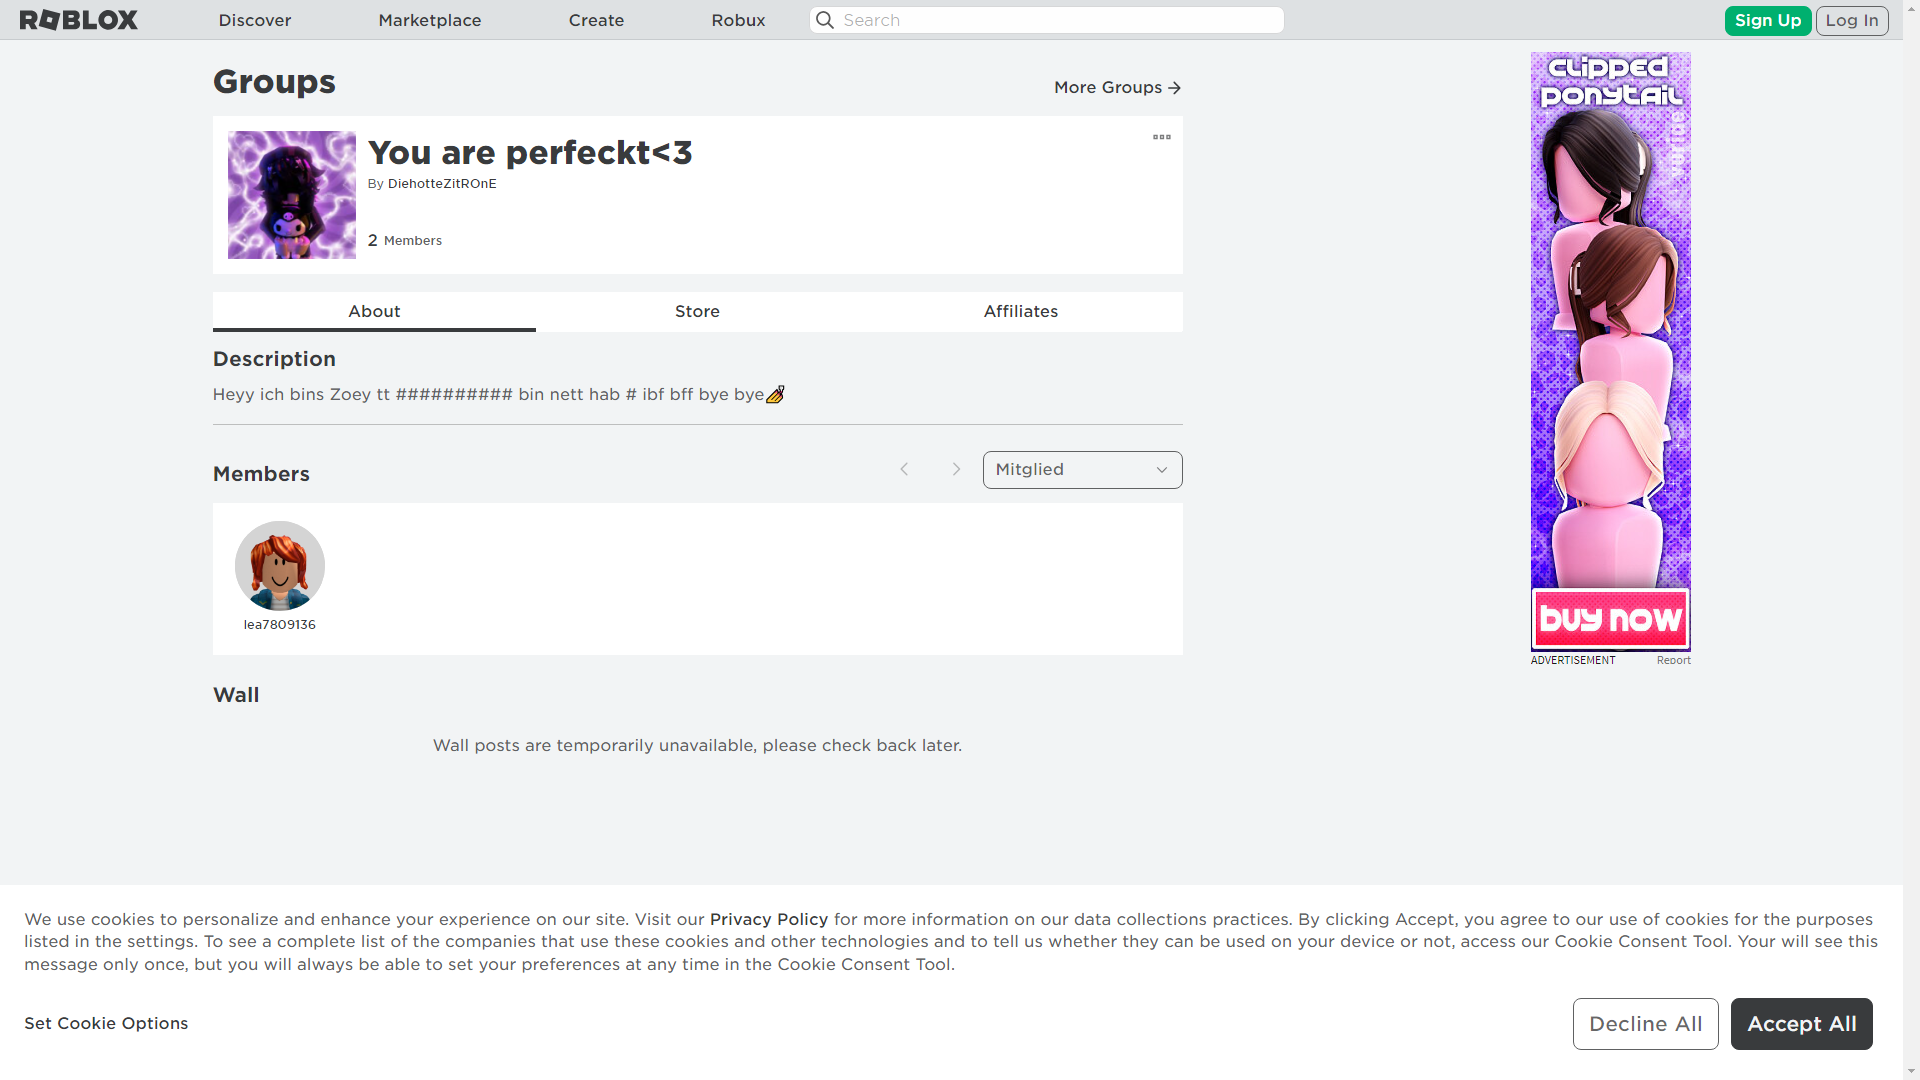 ROBLOX
Discover
Marketplace
Create
Robux
Search
Sign Up
Log In
Groups
More Groups
You are perfeckt<3
By DiehotteZitROnE
2 Members
About
Store
Affiliates
Description
Heyy ich bins Zoey tt ########## bin nett hab # ibf bff bye bye💅
Members
Mitglied
lea7809136
Wall
Wall posts are temporarily unavailable, please check back later.
clipped
ponytail
buy now
ADVERTISEMENT
Report
We use cookies to personalize and enhance your experience on our site. Visit our Privacy Policy for more information on our data collections practices. By clicking Accept, you agree to our use of cookies for the purposes
listed in the settings. To see a complete list of the companies that use these cookies and other technologies and to tell us whether they can be used on your device or not, access our Cookie Consent Tool. Your will see this
message only once, but you will always be able to set your preferences at any time in the Cookie Consent Tool.
Set Cookie Options
Decline All
Accept All